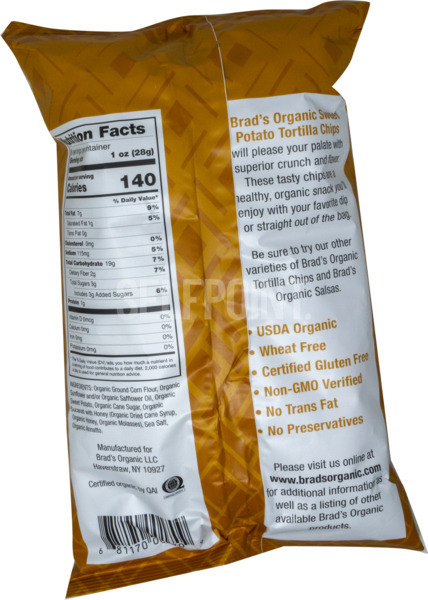 Nutrition Facts
1 oz (28g)
Calories 140
% Daily Value*
Total Fat 7g 9%
Saturated Fat 1g 5%
Trans Fat 0g
Cholesterol 0mg 0%
Sodium 115mg 5%
Total Carbohydrate 19g 7%
Dietary Fiber 2g 7%
Total Sugars 3g
Includes 3g Added Sugars 6%
Protein 1g
Vitamin D 0mcg 0%
Calcium 0mg 0%
Iron 0mg 0%
Potassium 0mg 0%
INGREDIENTS: Organic Ground Corn Flour, Organic
Sunflower and/or Organic Safflower Oil, Organic
Sweet Potato, Organic Cane Sugar, Organic
with Honey (Organic Dried Cane Syrup,
Organic Honey, Organic Molasses), Sea Salt,
Organic Annatto.
Manufactured for
Brad's Organic LLC
Haverstraw, NY 10927
Certified organic by QAI
6 81170
Brad's Organic Sweet
Potato Tortilla Chips
will please your palate with
superior crunch and flavor.
These tasty chips are a
healthy, organic snack you'll
enjoy with your favorite dip
or straight out of the bag.
Be sure to try our other
varieties of Brad's Organic
Tortilla Chips and Brad's
Organic Salsas.
• USDA Organic
• Wheat Free
• Certified Gluten Free
• Non-GMO Verified
• No Trans Fat
• No Preservatives
Please visit us online at
www.bradsorganic.com
for additional information as
well as a listing of other
available Brad's Organic
products.
SELFPOINT